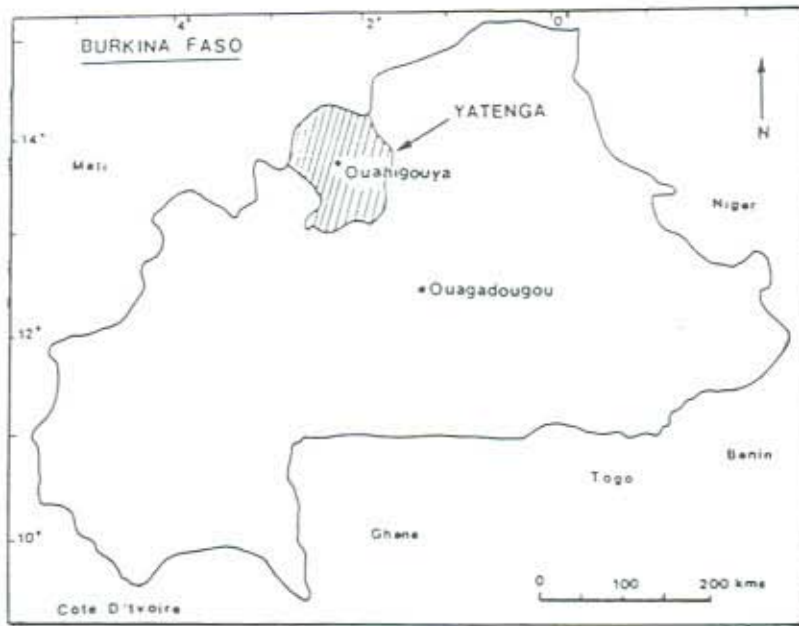 4° 2° 0°
BURKINA FASO
YATENGA
N
14°
Mali
Ouahigouya
Niger
Ouagadougou
12°
Benin
Togo
Ghana
10°
0 100 200 kms
Cote D'Ivoire